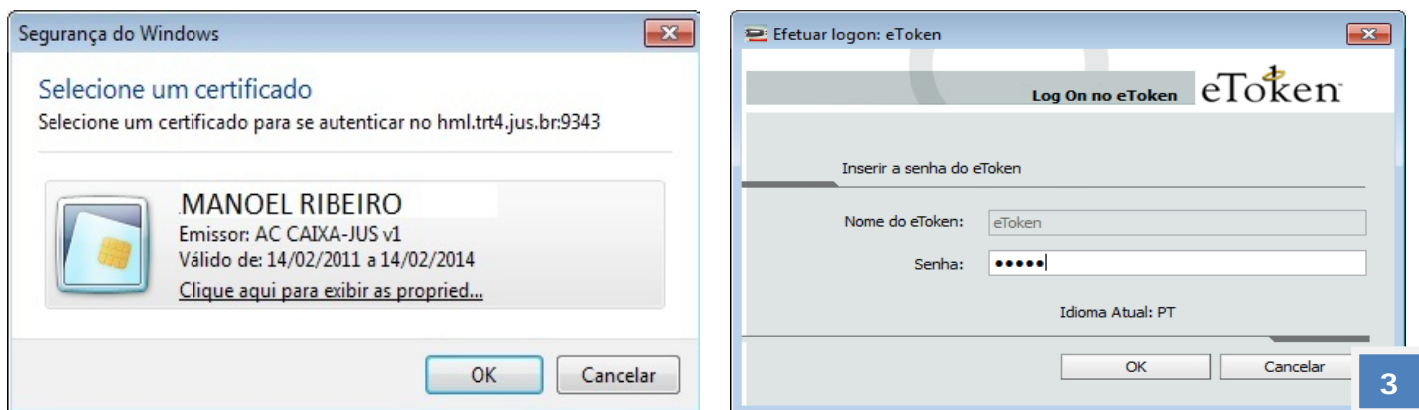 Segurança do Windows
Selecione um certificado
Selecione um certificado para se autenticar no hml.trt4.jus.br:9343
.MANOEL RIBEIRO
Emissor: AC CAIXA-JUS v1
Válido de: 14/02/2011 a 14/02/2014
Clique aqui para exibir as propried...
OK
Cancelar
Efetuar logon: eToken
Log On no eToken
eToken
Inserir a senha do eToken
Nome do eToken:
eToken
Senha:
•••••
Idioma Atual: PT
OK
Cancelar
3